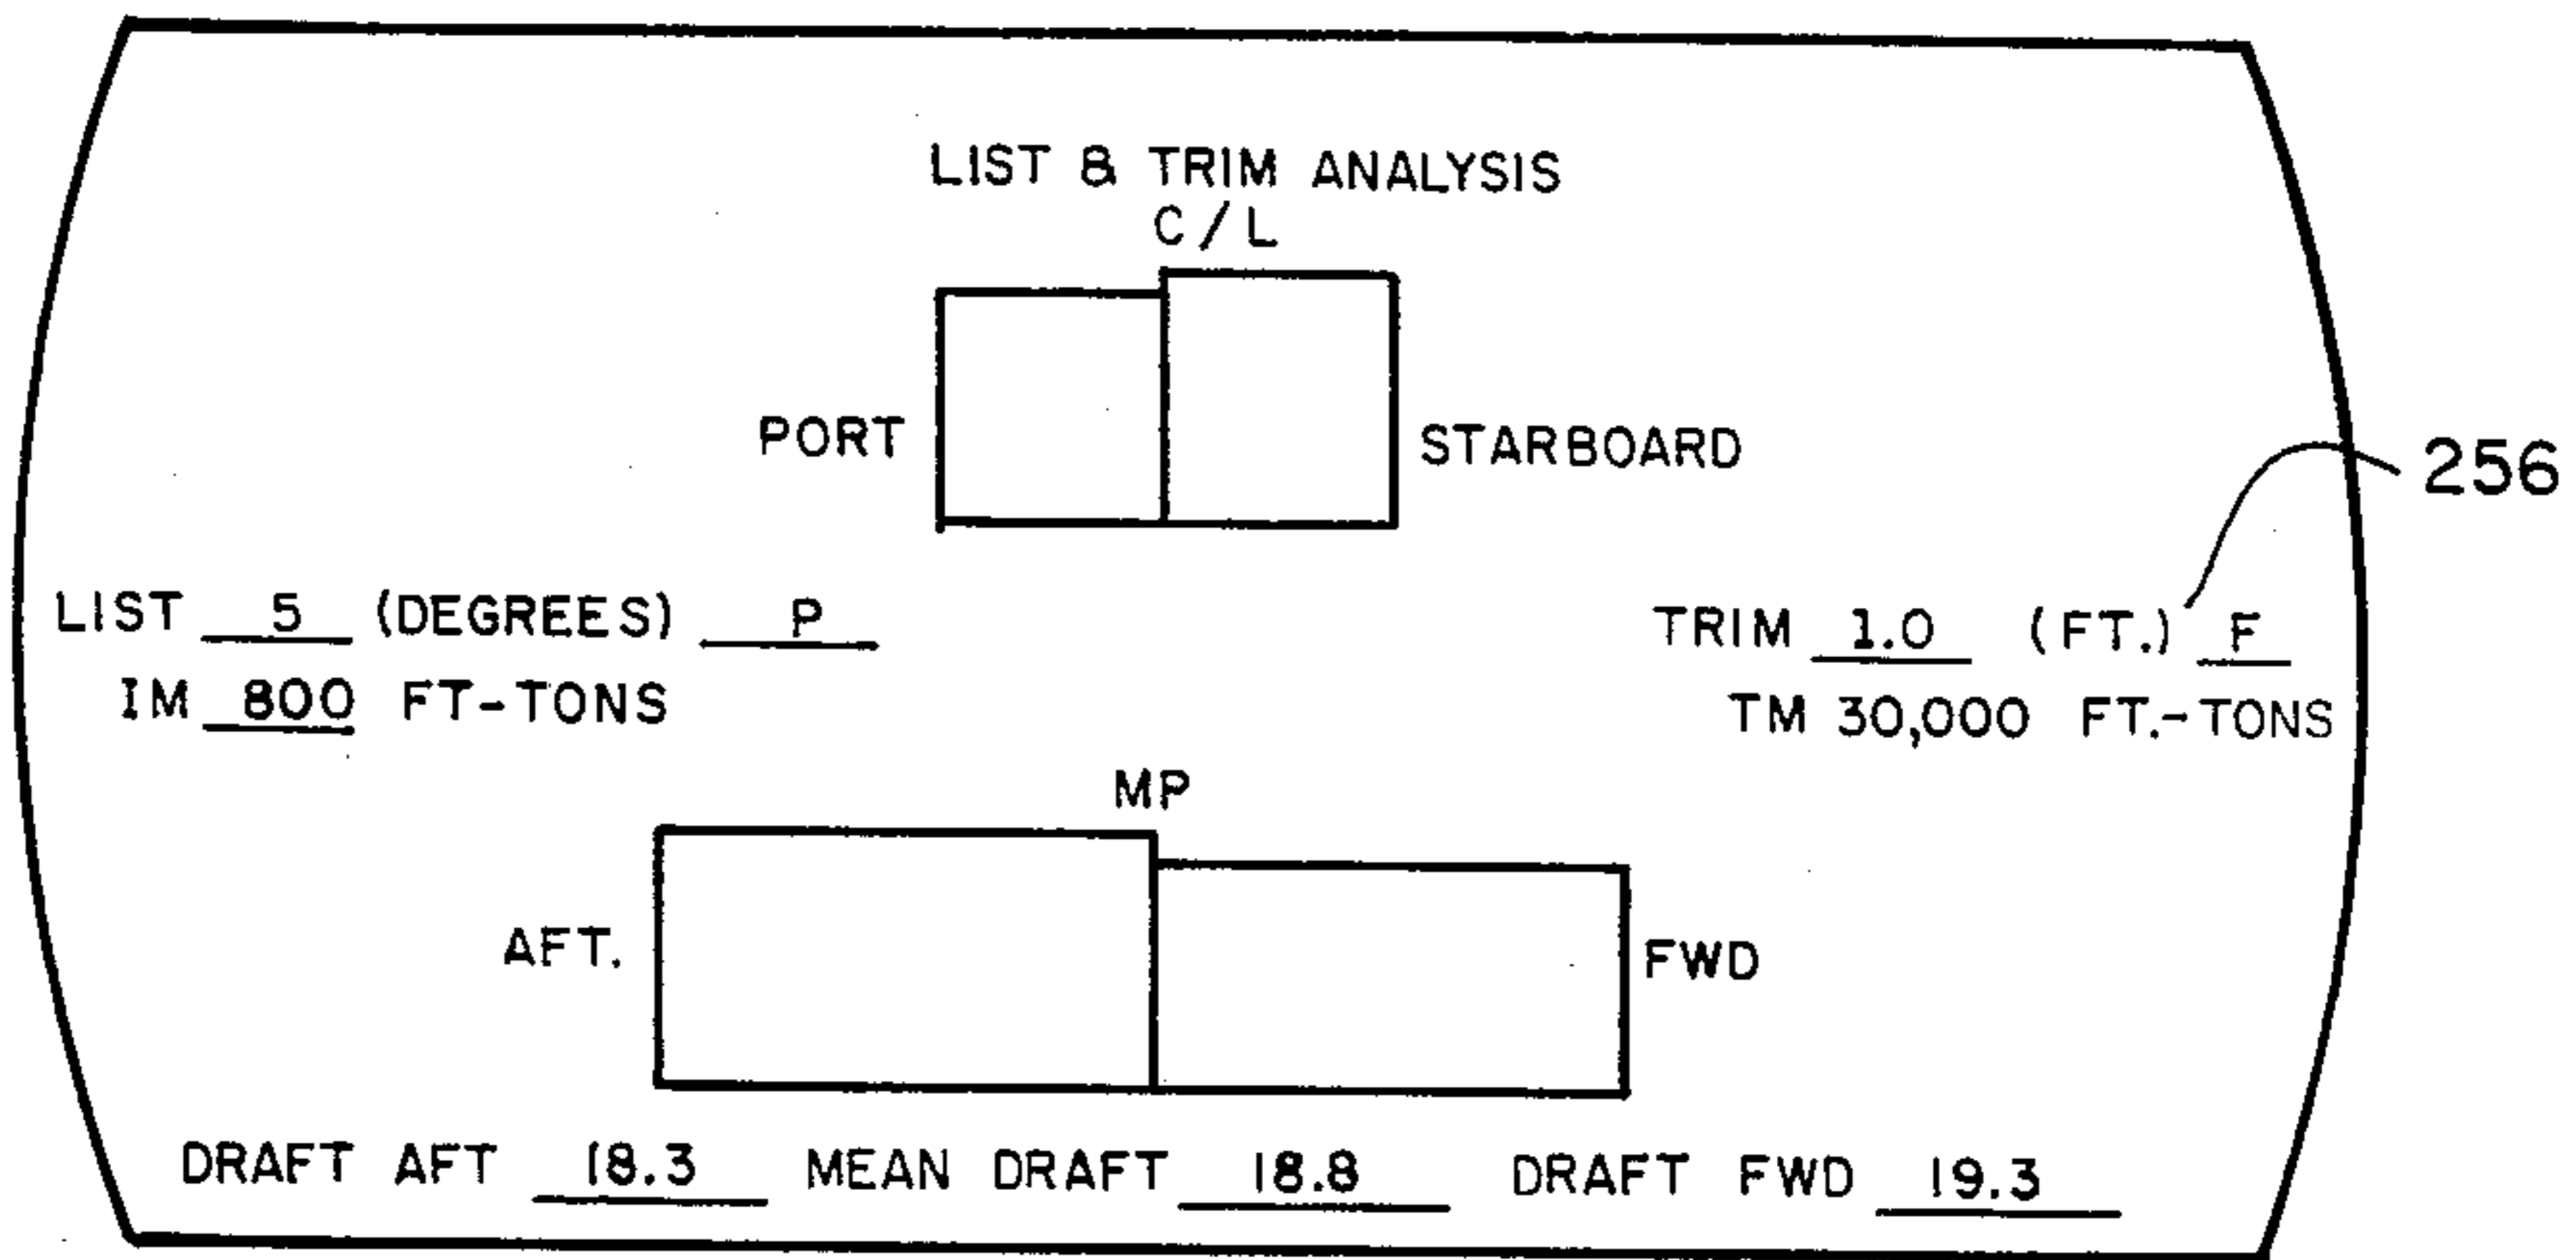 LIST & TRIM ANALYSIS
C/L
PORT
STARBOARD
256
LIST 5 (DEGREES) P
TRIM 1.0 (FT.) F
IM 800 FT-TONS
TM 30,000 FT.-TONS
MP
AFT.
FWD
DRAFT AFT 18.3 MEAN DRAFT 18.8 DRAFT FWD 19.3